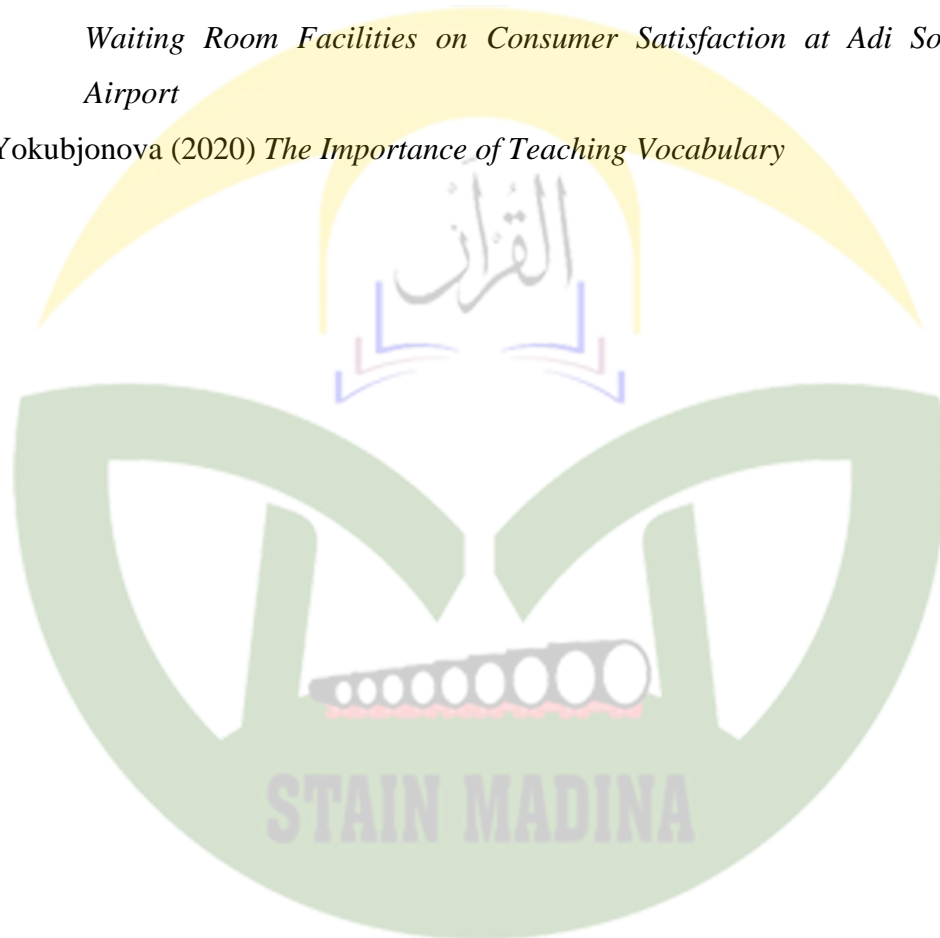 Waiting Room Facilities on Consumer Satisfaction at Adi So
Airport
Yokubjonova (2020) The Importance of Teaching Vocabulary
القرآن
STAIN MADINA